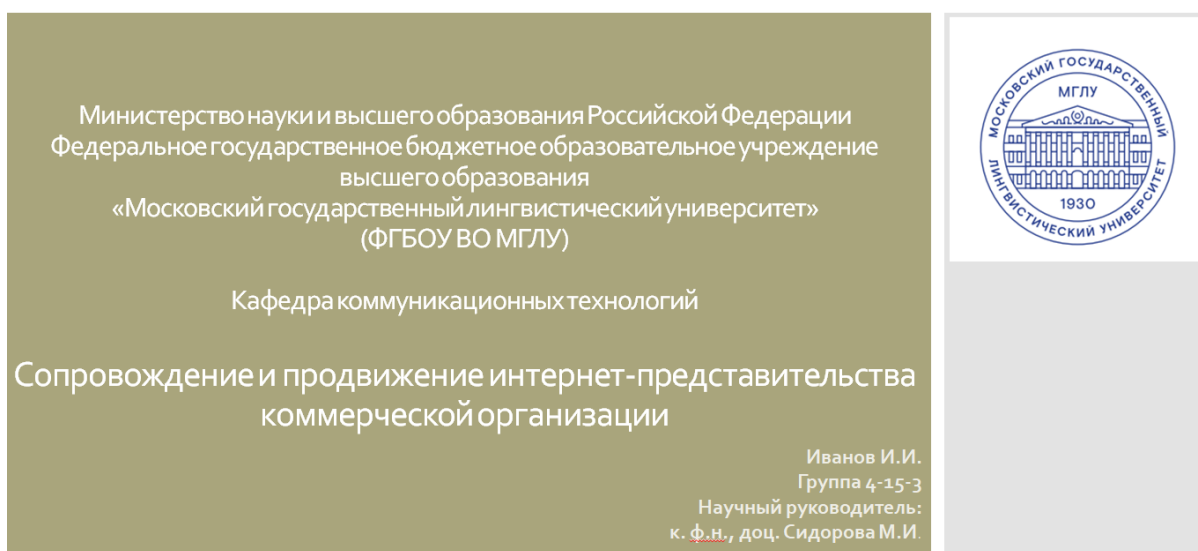 Министерство науки и высшего образования Российской Федерации
Федеральное государственное бюджетное образовательное учреждение
высшего образования
«Московский государственный лингвистический университет»
(ФГБОУ ВО МГЛУ)
Кафедра коммуникационных технологий
Сопровождение и продвижение интернет-представительства
коммерческой организации
Иванов И.И.
Группа 4-15-3
Научный руководитель:
к. ф.н., доц. Сидорова М.И.
МОСКОВСКИЙ ГОСУДАРСТВЕННЫЙ
МГЛУ
1930
ЛИНГВИСТИЧЕСКИЙ УНИВЕРСИТЕТ